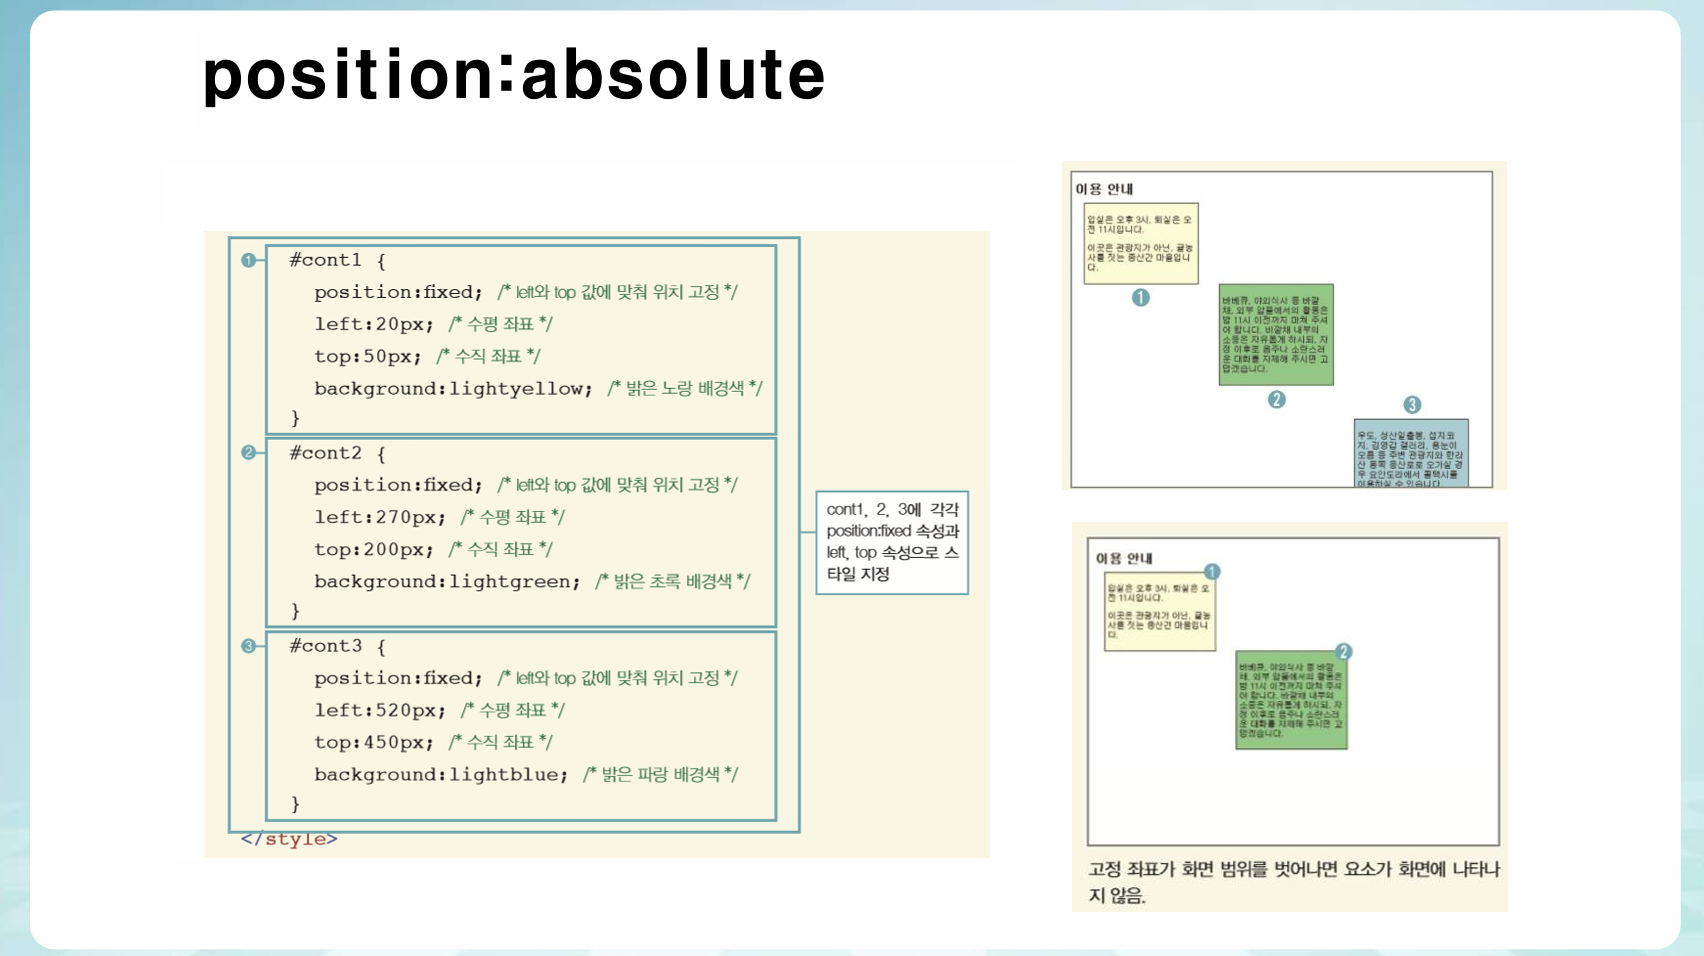 position:absolute
1
#cont1 {
position:fixed; /* left와 top 값에 맞춰 위치 고정 */
left:20px; /* 수평 좌표 */
top:50px; /* 수직 좌표 */
background:lightyellow; /* 밝은 노랑 배경색 */
}
2
#cont2 {
position:fixed; /* left와 top 값에 맞춰 위치 고정 */
left:270px; /* 수평 좌표 */
top:200px; /* 수직 좌표 */
background:lightgreen; /* 밝은 초록 배경색 */
}
3
#cont3 {
position:fixed; /* left와 top 값에 맞춰 위치 고정 */
left:520px; /* 수평 좌표 */
top:450px; /* 수직 좌표 */
background:lightblue; /* 밝은 파랑 배경색 */
}
</style>
cont1, 2, 3에 각각
position:fixed 속성과
left, top 속성으로 스
타일 지정
이용 안내
입실은 오후 3시, 퇴실은 오
전 11시입니다.
이곳은 관광지가 아닌, 귤농
사를 짓는 중산간 마을입니
다.
1
바베큐, 야외식사 등 바깥
채, 외부 앞뜰에서의 활동은
밤 11시 이전까지 마쳐 주셔
야 합니다. 바깥채 내부의
소등은 자유롭게 하시되, 자
정 이후로 음주나 소란스러
운 대화를 자제해 주시면 고
맙겠습니다.
2
3
우도, 성산일출봉, 섭지코
지, 김영갑 갤러리, 용눈이
오름 등 주변 관광지와 한라
산 동쪽 중산로로 오가실 경
우 요안도라에서 콜택시를
이용하실 수 있습니다
이용 안내
1
입실은 오후 3시, 퇴실은 오
전 11시입니다.
이곳은 관광지가 아닌, 귤농
사를 짓는 중산간 마을입니
다.
2
바베큐, 야외식사 등 바깥
채, 외부 앞뜰에서의 활동은
밤 11시 이전까지 마쳐 주셔
야 합니다. 바깥채 내부의
소등은 자유롭게 하시되, 자
정 이후로 음주나 소란스러
운 대화를 자제해 주시면 고
맙겠습니다.
고정 좌표가 화면 범위를 벗어나면 요소가 화면에 나타나
지 않음.